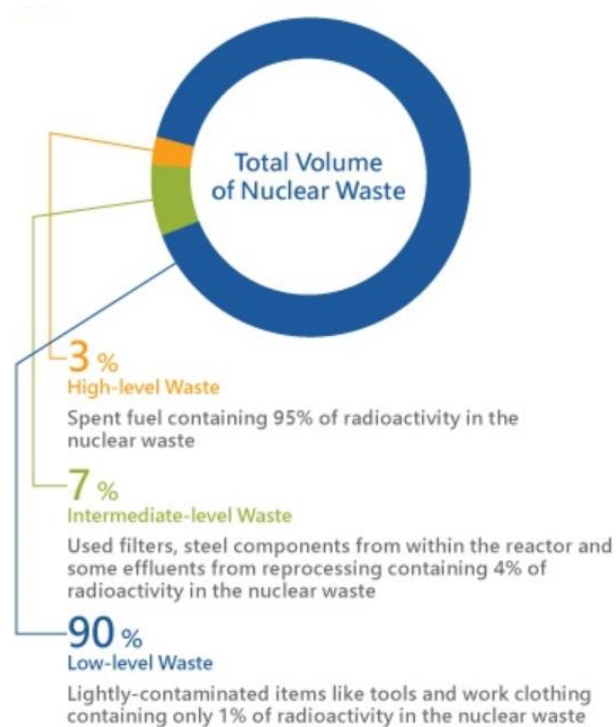 Total Volume
of Nuclear Waste
3 %
High-level Waste
Spent fuel containing 95% of radioactivity in the
nuclear waste
7 %
Intermediate-level Waste
Used filters, steel components from within the reactor and
some effluents from reprocessing containing 4% of
radioactivity in the nuclear waste
90 %
Low-level Waste
Lightly-contaminated items like tools and work clothing
containing only 1% of radioactivity in the nuclear waste